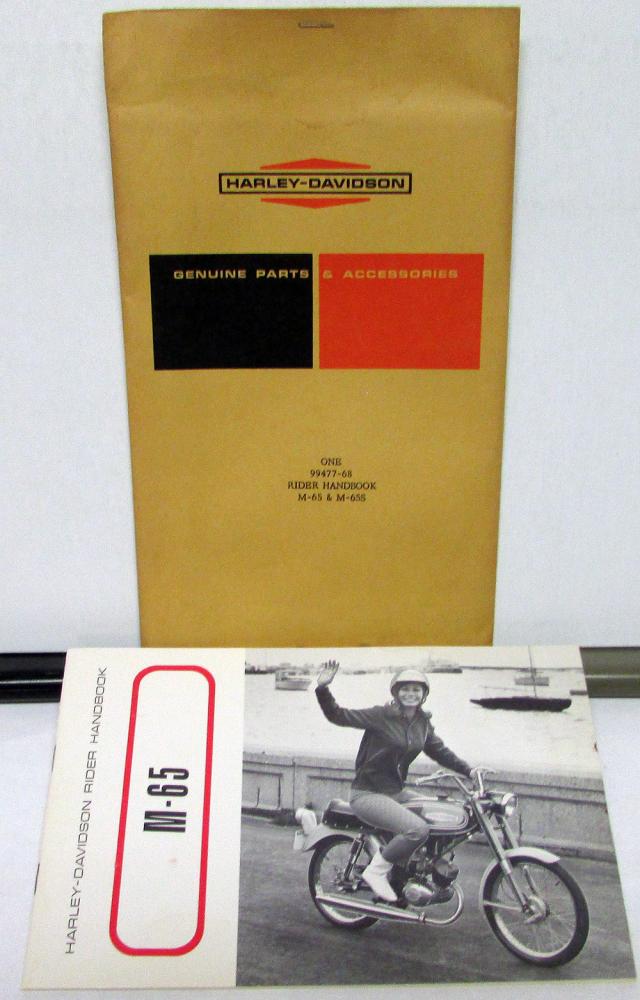 HARLEY-DAVIDSON
GENUINE PARTS & ACCESSORIES
ONE
99477-68
RIDER HANDBOOK
M-65 & M-65S
HARLEY-DAVIDSON RIDER HANDBOOK
M-65